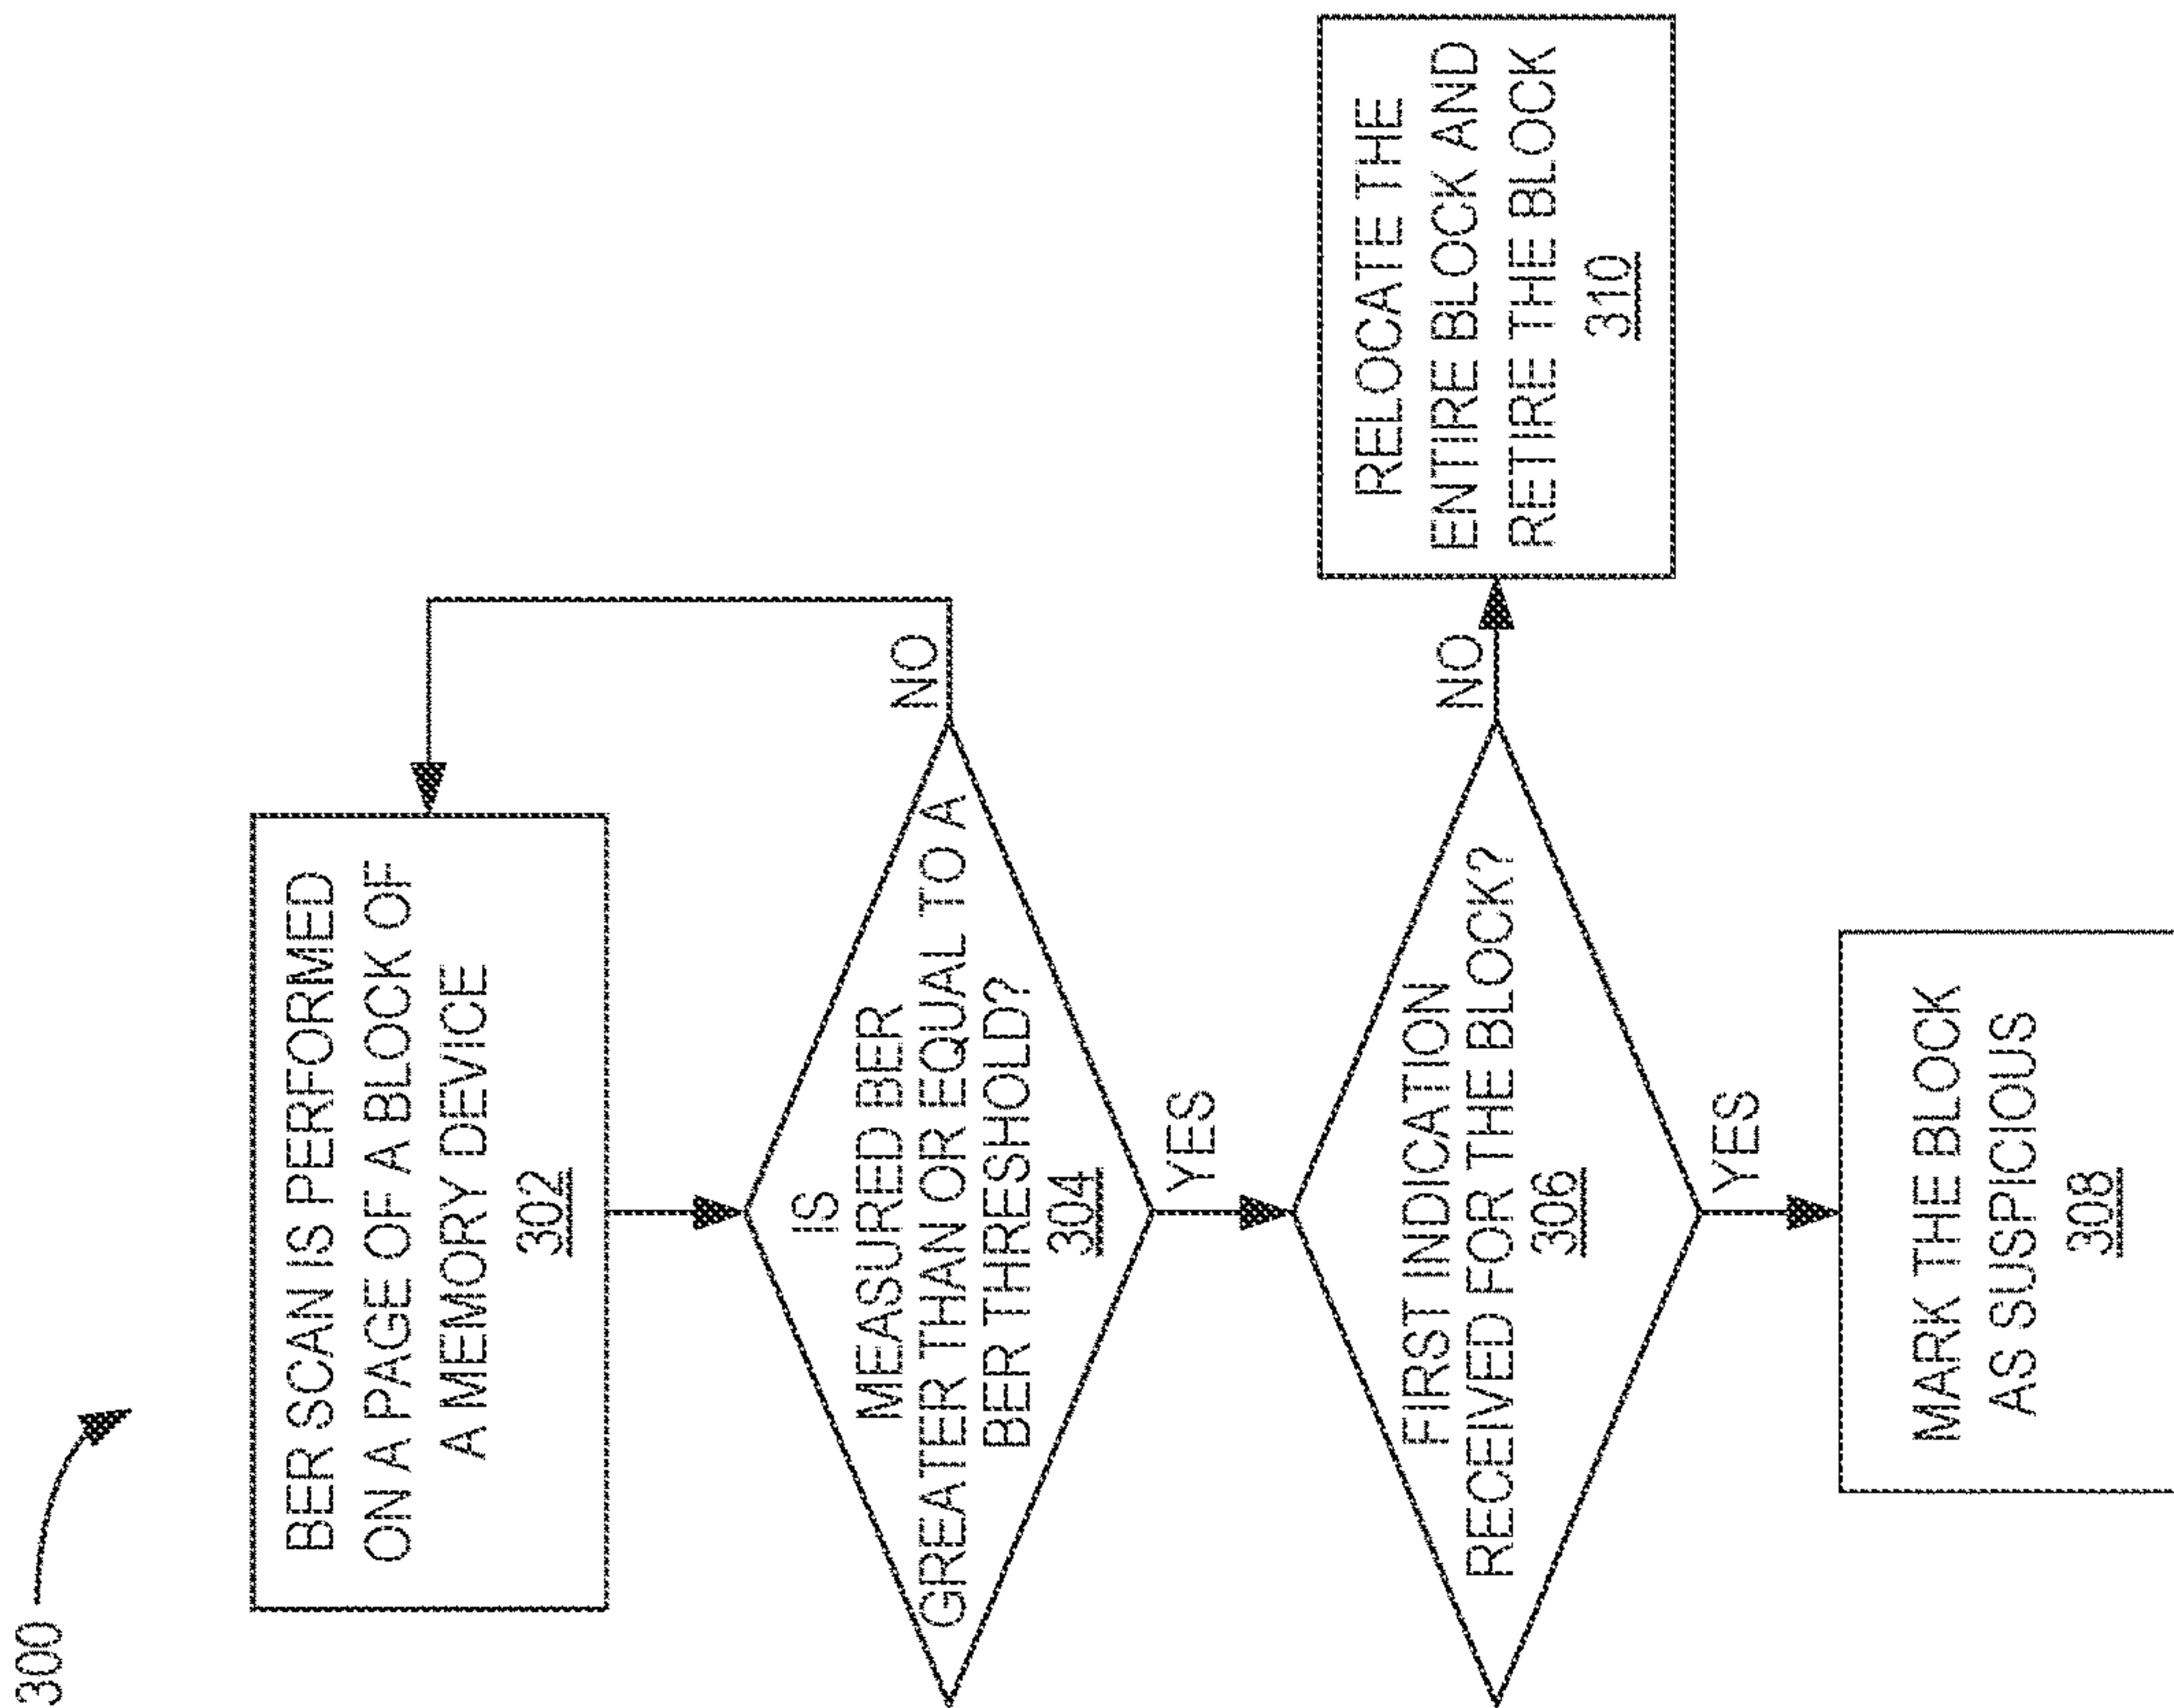 300
BER SCAN IS PERFORMED
ON A PAGE OF A BLOCK OF
A MEMORY DEVICE
302
IS
MEASURED BER
GREATER THAN OR EQUAL TO A
BER THRESHOLD?
304
NO
YES
FIRST INDICATION
RECEIVED FOR THE BLOCK?
306
NO
RELOCATE THE
ENTIRE BLOCK AND
RETIRE THE BLOCK
310
YES
MARK THE BLOCK
AS SUSPICIOUS
308